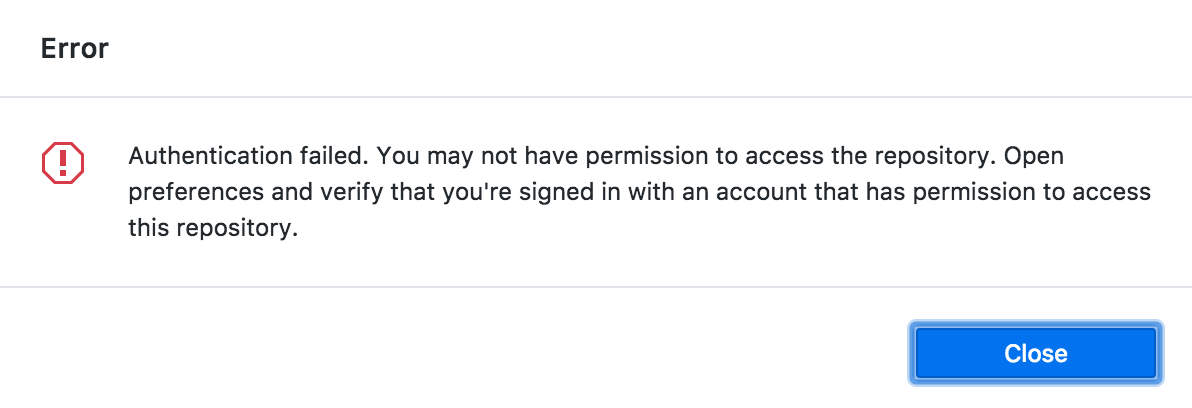 Error
Authentication failed. You may not have permission to access the repository. Open
preferences and verify that you're signed in with an account that has permission to access
this repository.
Close